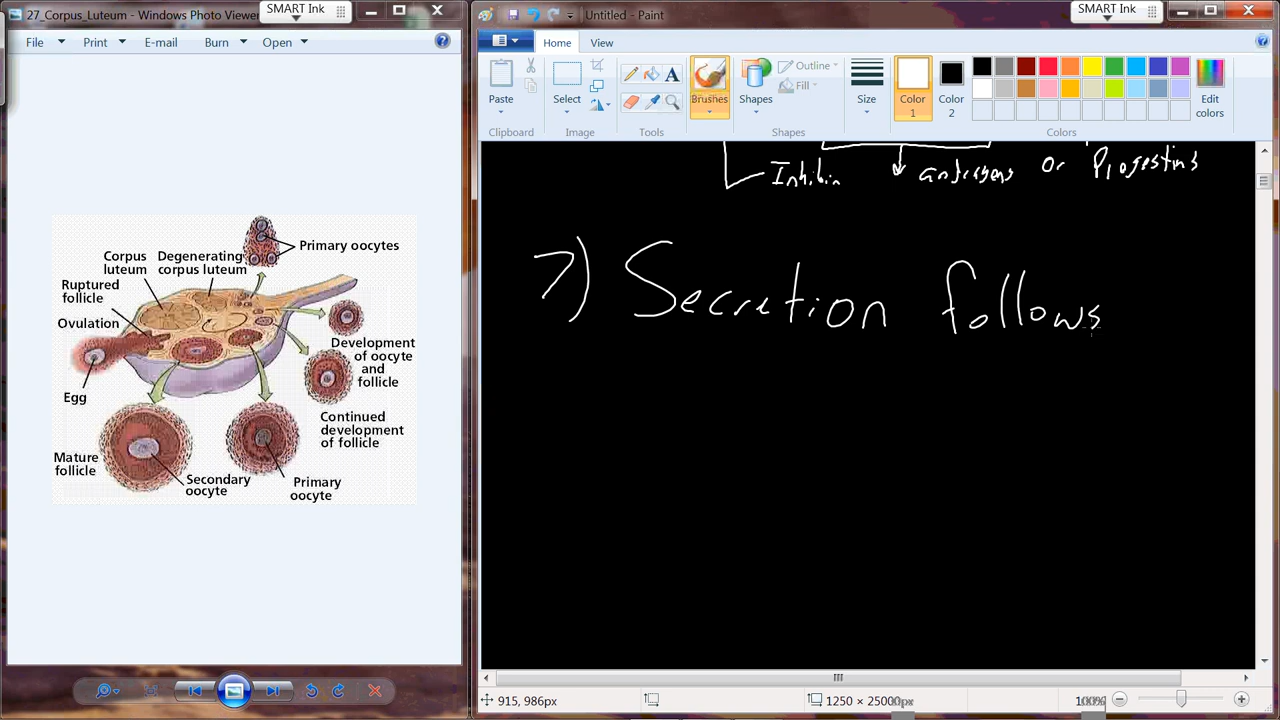 27_Corpus_Luteum - Windows Photo Viewer
SMART Ink
File Print E-mail Burn Open
Primary oocytes
Corpus luteum
Degenerating corpus luteum
Ruptured follicle
Ovulation
Egg
Development of oocyte and follicle
Continued development of follicle
Mature follicle
Secondary oocyte
Primary oocyte
Untitled - Paint
SMART Ink
Home View
Paste
Select
Brushes
Shapes
Outline
Fill
Size
Color 1
Color 2
Edit colors
Clipboard Image Tools Shapes Colors
Inhibin androgens or Progestins
7) Secretion follows
915, 986px
1250 × 25000px
100%